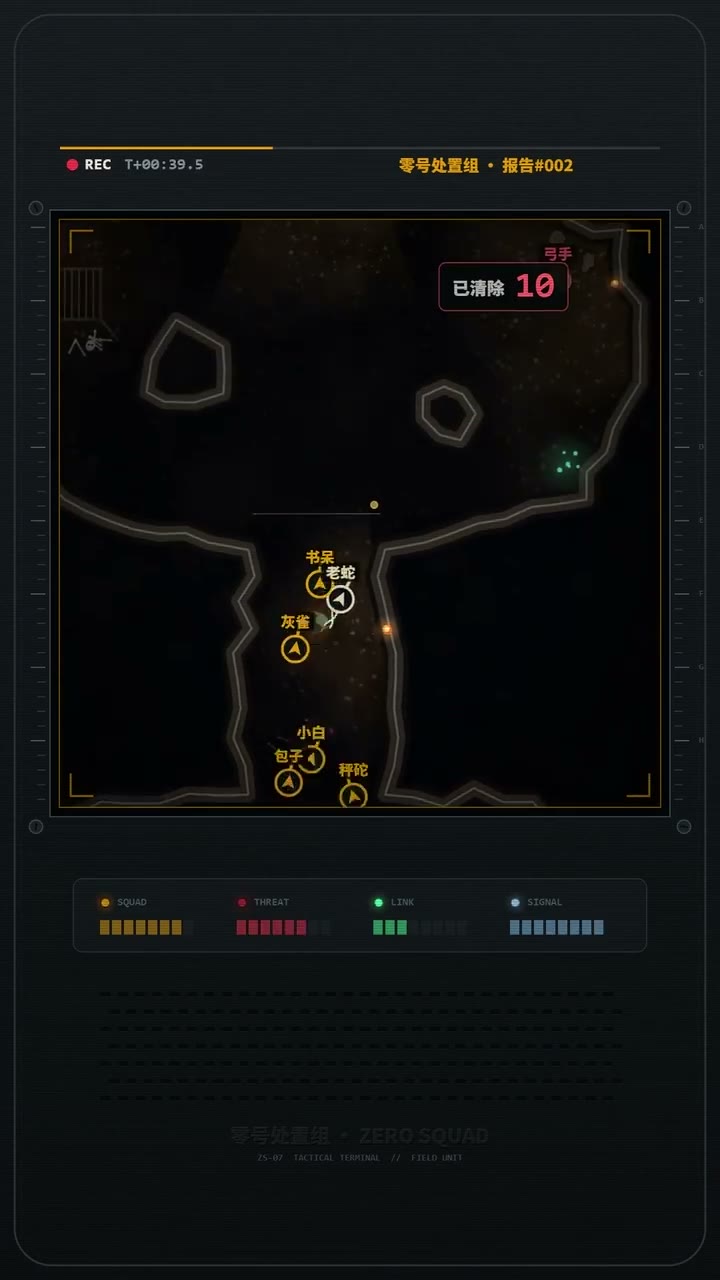 REC T+00:39.5
零号处置组 · 报告#002
弓手
已清除 10
书呆
老蛇
灰雀
小白
包子
秤砣
SQUAD THREAT LINK SIGNAL
零号处置组 · ZERO SQUAD
ZS-07 TACTICAL TERMINAL // FIELD UNIT
A
B
C
D
E
F
G
H